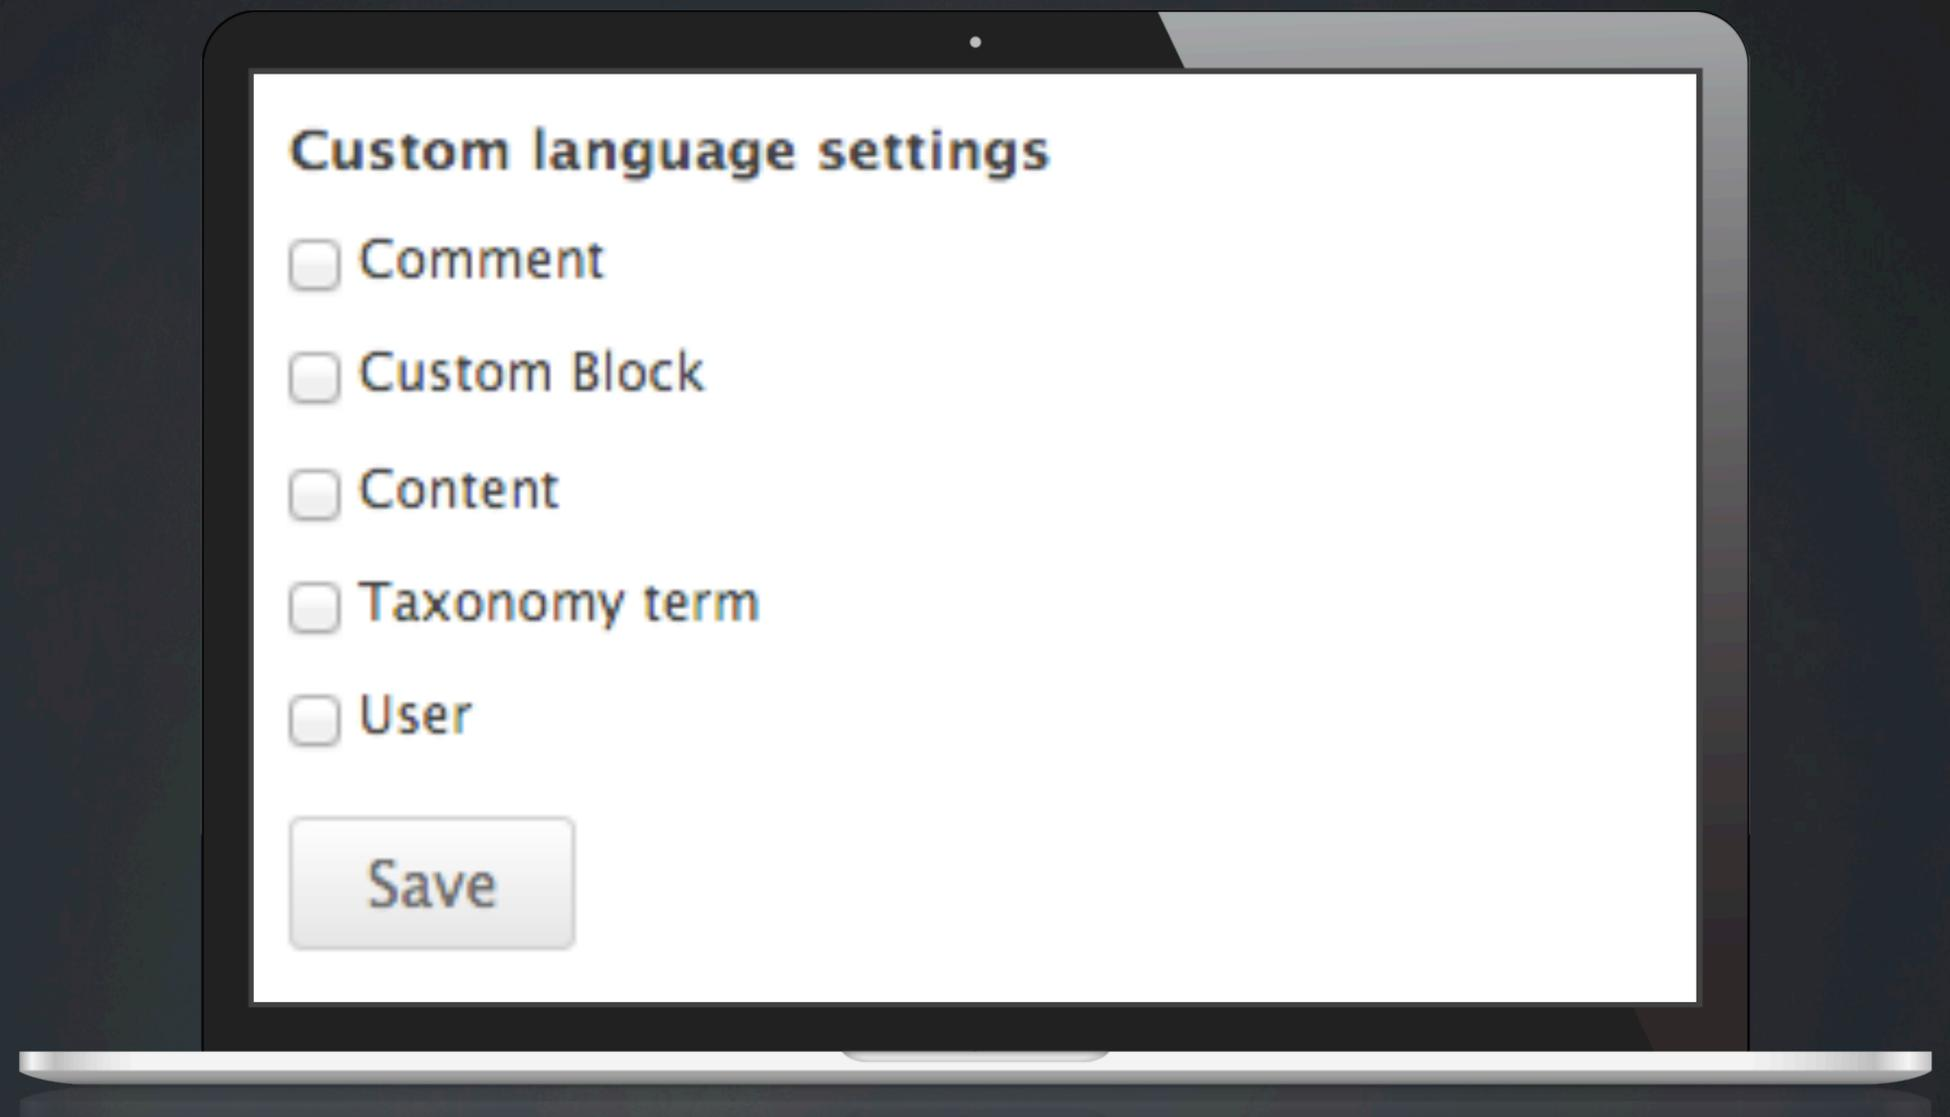 Custom language settings
Comment
Custom Block
Content
Taxonomy term
User
Save